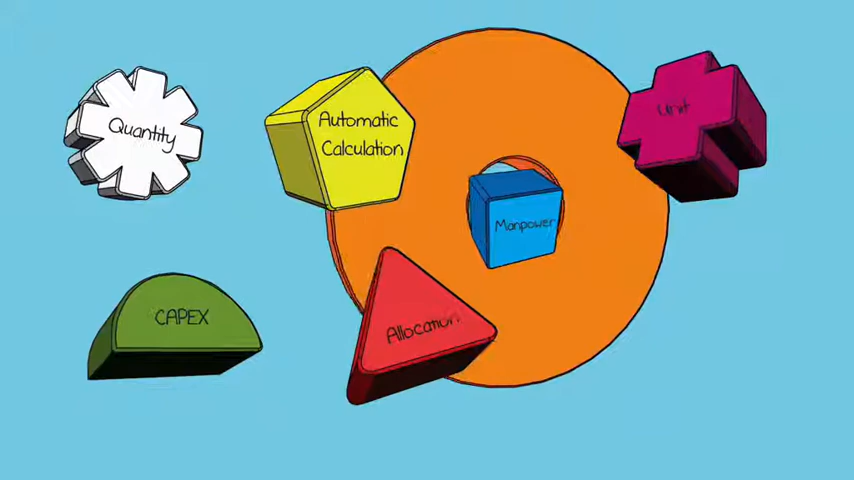 Quantity
Automatic
Calculation
Unit
Manpower
CAPEX
Allocation